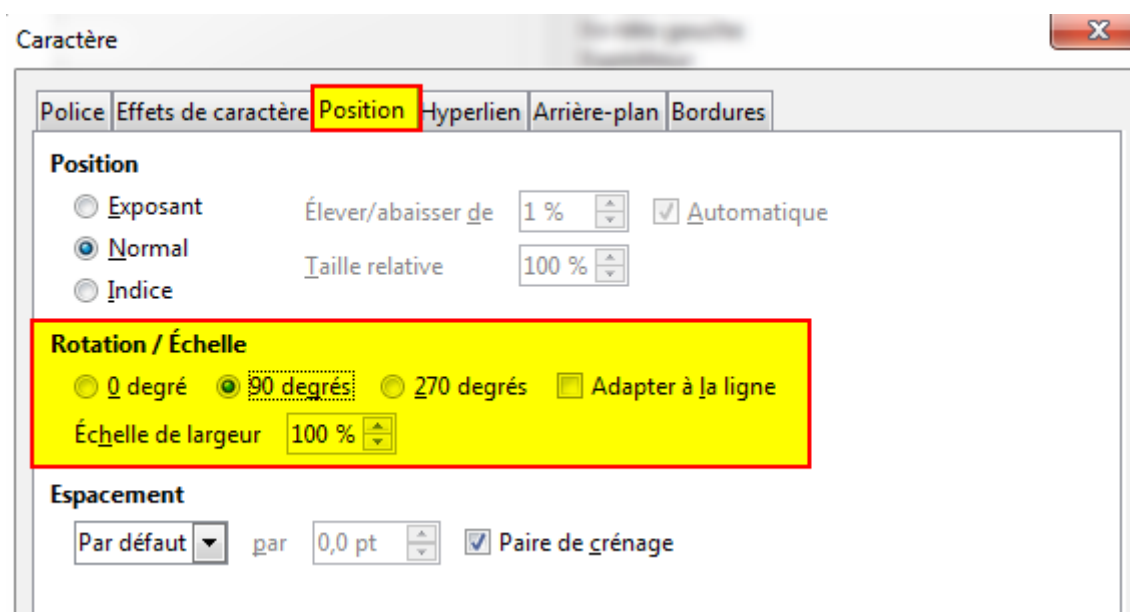 Caractère
Police Effets de caractère Position Hyperlien Arrière-plan Bordures
Position
Exposant Élever/abaisser de 1 % Automatique
Normal
Taille relative 100 %
Indice
Rotation / Échelle
0 degré 90 degrés 270 degrés Adapter à la ligne
Échelle de largeur 100 %
Espacement
Par défaut par 0,0 pt Paire de crénage